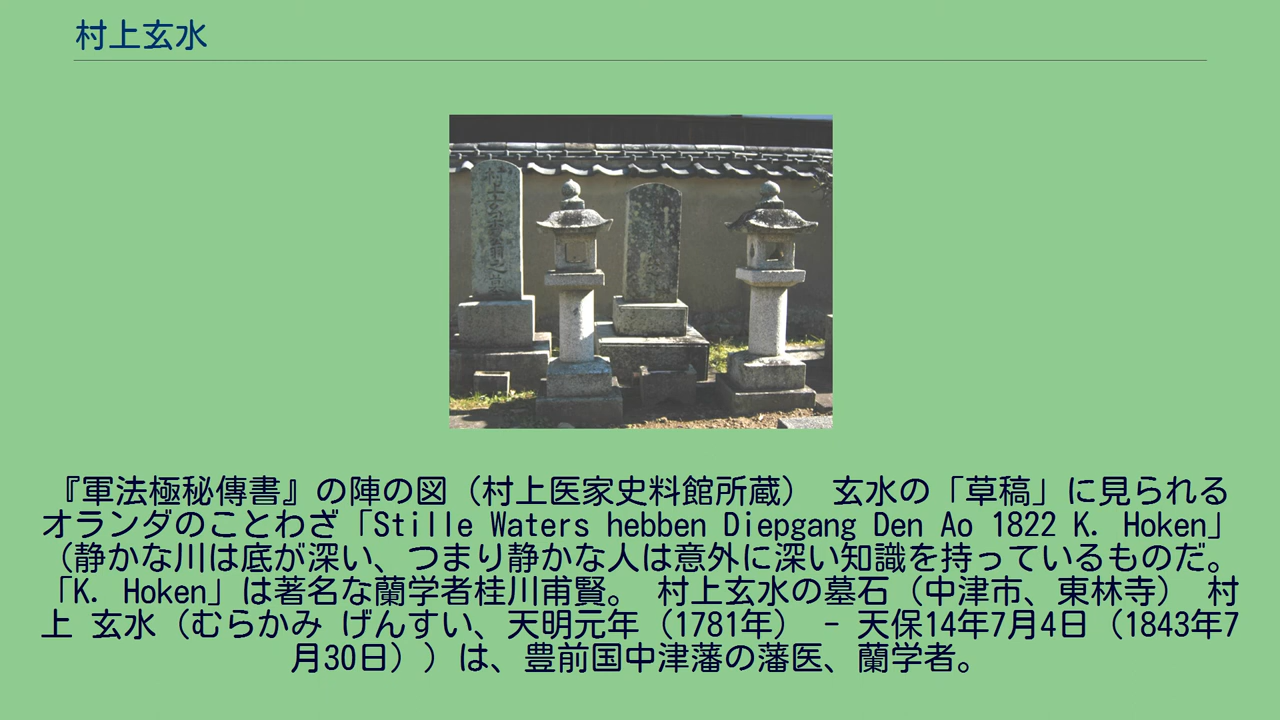 村上玄水
『軍法極秘傳書』の陣の図（村上医家史料館所蔵） 玄水の「草稿」に見られる
オランダのことわざ「Stille Waters hebben Diepgang Den Ao 1822 K. Hoken」
（静かな川は底が深い、つまり静かな人は意外に深い知識を持っているものだ。
「K. Hoken」は著名な蘭学者桂川甫賢。 村上玄水の墓石（中津市、東林寺） 村
上 玄水（むらかみ げんすい、天明元年（1781年） - 天保14年7月4日（1843年7
月30日））は、豊前国中津藩の藩医、蘭学者。